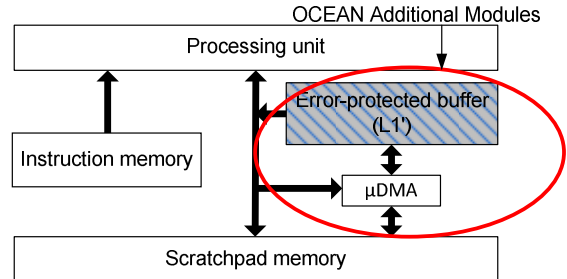 OCEAN Additional Modules
Processing unit
Error-protected buffer
(L1')
Instruction memory
µDMA
Scratchpad memory